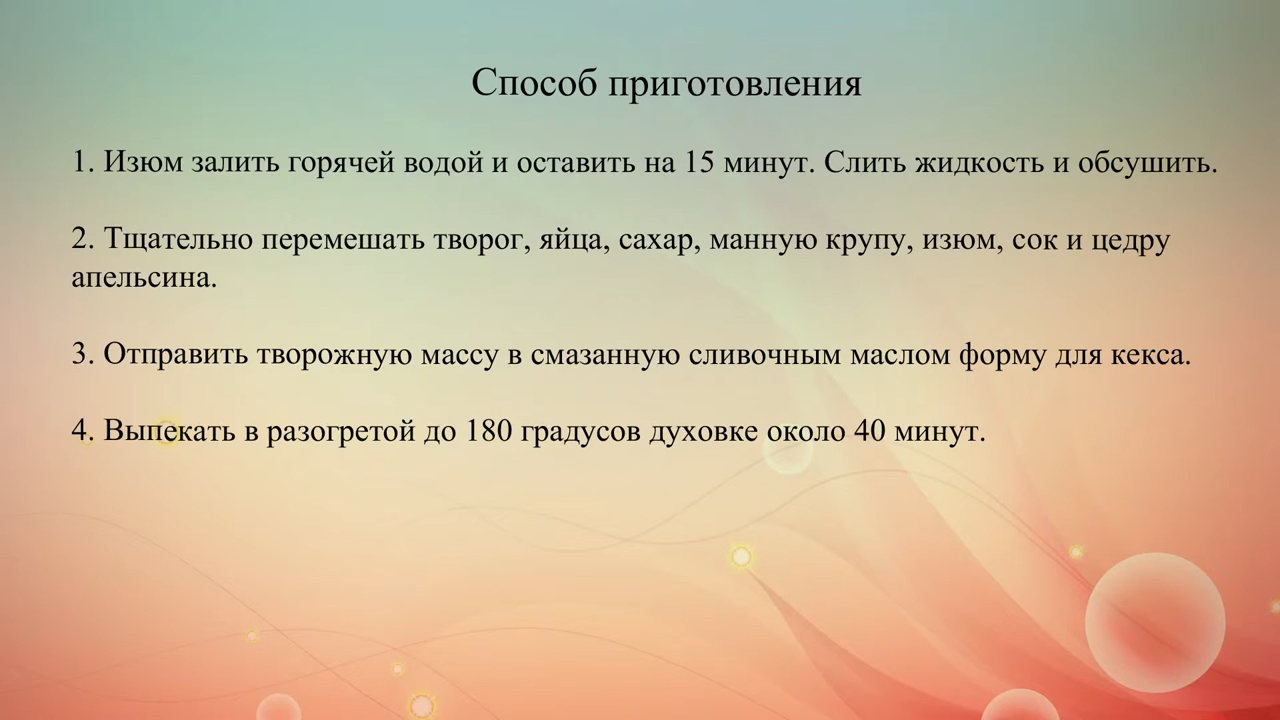 Способ приготовления
1. Изюм залить горячей водой и оставить на 15 минут. Слить жидкость и обсушить.
2. Тщательно перемешать творог, яйца, сахар, манную крупу, изюм, сок и цедру
апельсина.
3. Отправить творожную массу в смазанную сливочным маслом форму для кекса.
4. Выпекать в разогретой до 180 градусов духовке около 40 минут.